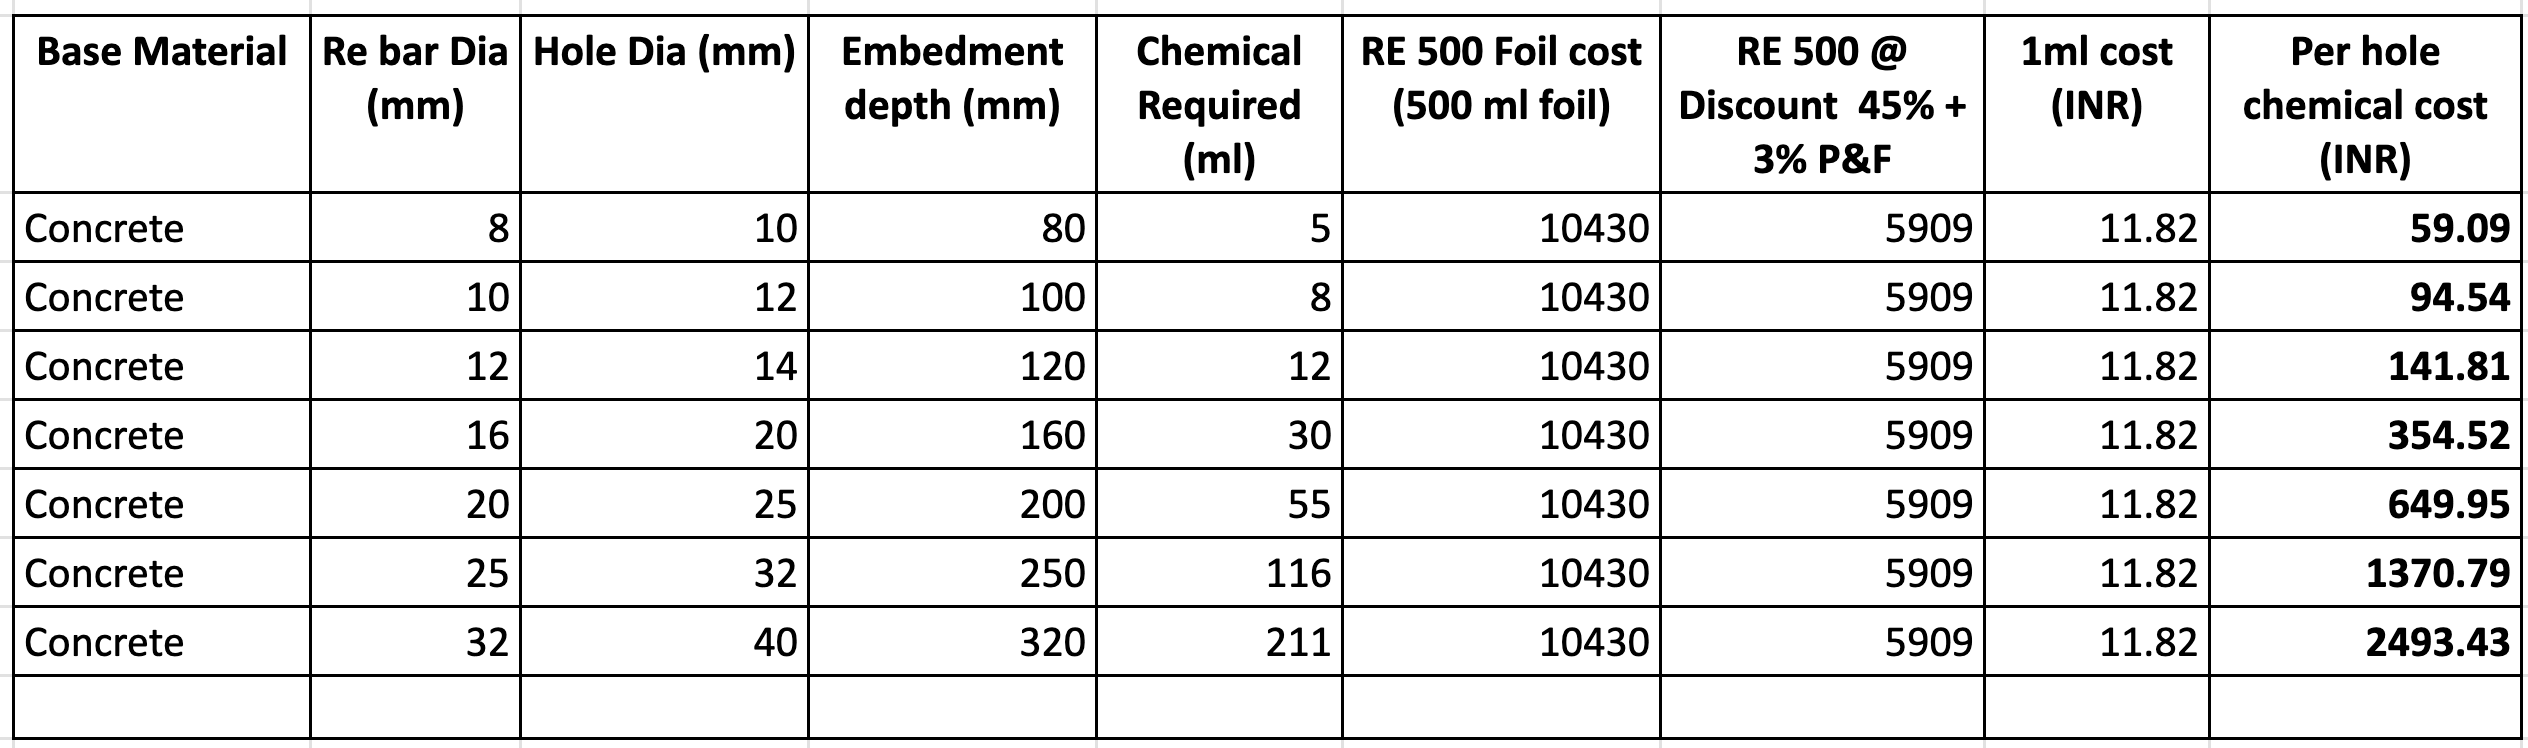 Base Material | Re bar Dia (mm) | Hole Dia (mm) | Embedment depth (mm) | Chemical Required (ml) | RE 500 Foil cost (500 ml foil) | RE 500 @ Discount  45% + 3% P&F | 1ml cost (INR) | Per hole chemical cost (INR)
Concrete | 8 | 10 | 80 | 5 | 10430 | 5909 | 11.82 | 59.09
Concrete | 10 | 12 | 100 | 8 | 10430 | 5909 | 11.82 | 94.54
Concrete | 12 | 14 | 120 | 12 | 10430 | 5909 | 11.82 | 141.81
Concrete | 16 | 20 | 160 | 30 | 10430 | 5909 | 11.82 | 354.52
Concrete | 20 | 25 | 200 | 55 | 10430 | 5909 | 11.82 | 649.95
Concrete | 25 | 32 | 250 | 116 | 10430 | 5909 | 11.82 | 1370.79
Concrete | 32 | 40 | 320 | 211 | 10430 | 5909 | 11.82 | 2493.43